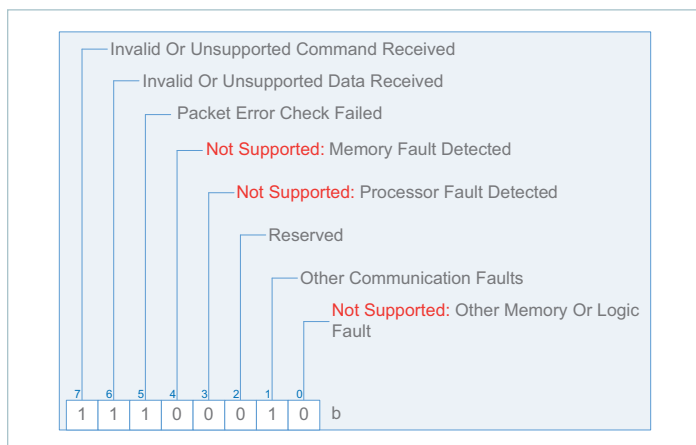 Invalid Or Unsupported Command Received
Invalid Or Unsupported Data Received
Packet Error Check Failed
Not Supported: Memory Fault Detected
Not Supported: Processor Fault Detected
Reserved
Other Communication Faults
Not Supported: Other Memory Or Logic
Fault
7 6 5 4 3 2 1 0
1 1 1 0 0 0 1 0 b